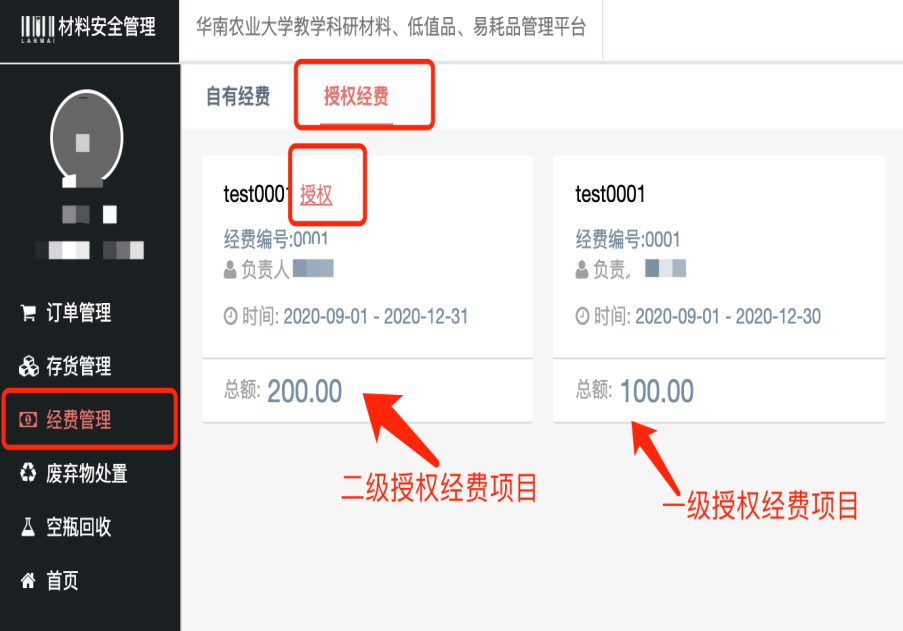 材料安全管理
LABMAI
华南农业大学教学科研材料、低值品、易耗品管理平台
自有经费
授权经费
test0001 授权
经费编号:0001
负责人
时间: 2020-09-01 - 2020-12-31
总额: 200.00
二级授权经费项目
test0001
经费编号:0001
负责
时间: 2020-09-01 - 2020-12-30
总额: 100.00
一级授权经费项目
订单管理
存货管理
经费管理
废弃物处置
空瓶回收
首页